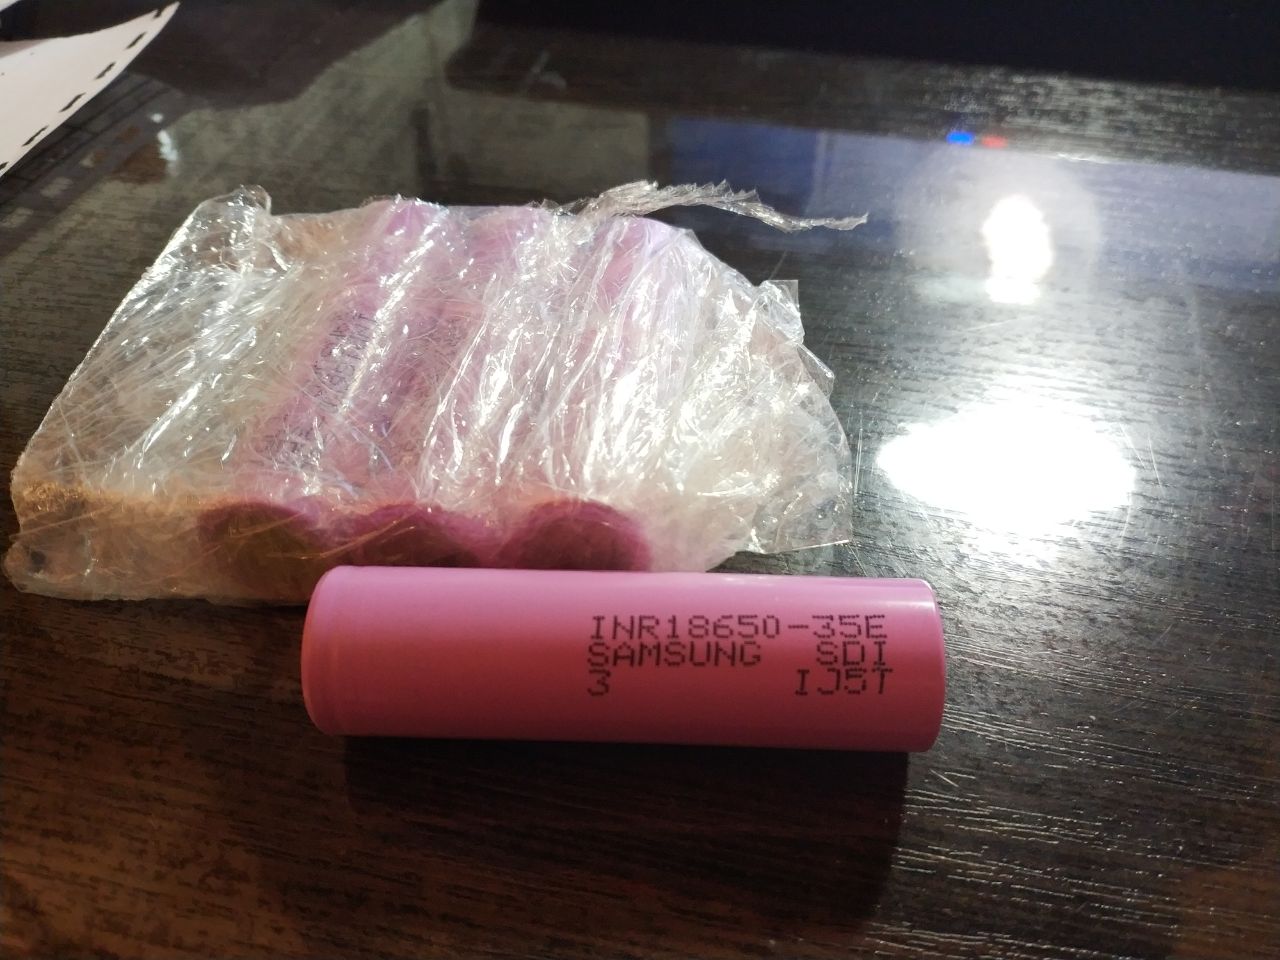 INR18650-35E
SAMSUNG SDI
3 IJ5T